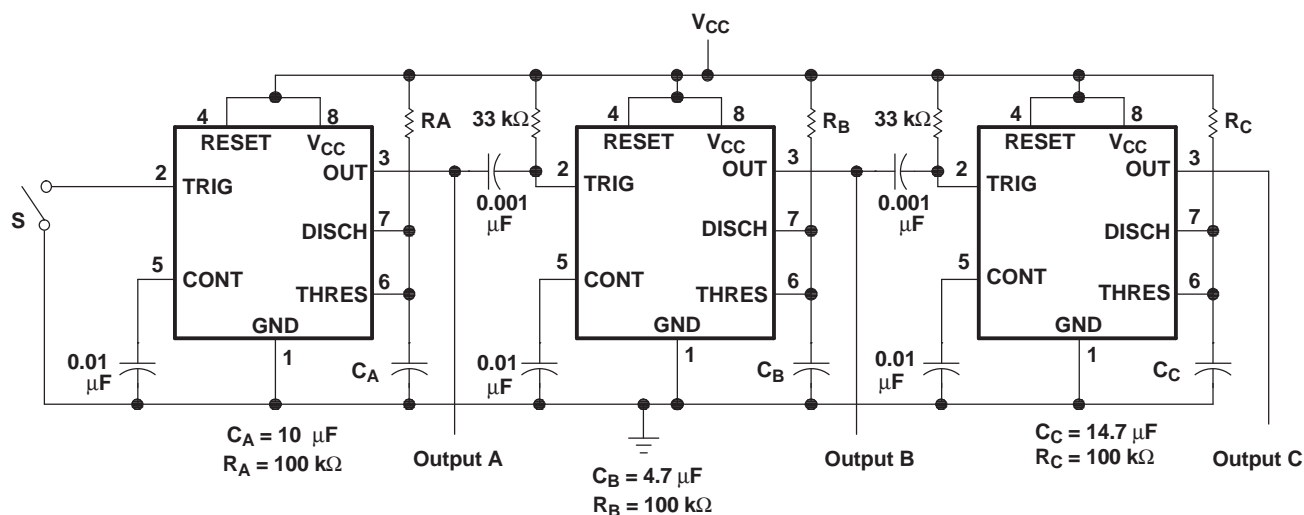 VCC
4
8
RA
33 kΩ
4
8
RB
33 kΩ
4
8
RC
RESET
VCC
RESET
VCC
RESET
VCC
3
3
3
2
TRIG
OUT
2
TRIG
OUT
2
TRIG
OUT
S
0.001
µF
0.001
µF
DISCH
7
DISCH
7
DISCH
7
5
CONT
5
CONT
5
CONT
THRES
6
THRES
6
THRES
6
GND
GND
GND
0.01
µF
1
CA
0.01
µF
1
CB
0.01
µF
1
CC
CA = 10 µF
RA = 100 kΩ
Output A
CB = 4.7 µF
RB = 100 kΩ
Output B
CC = 14.7 µF
RC = 100 kΩ
Output C